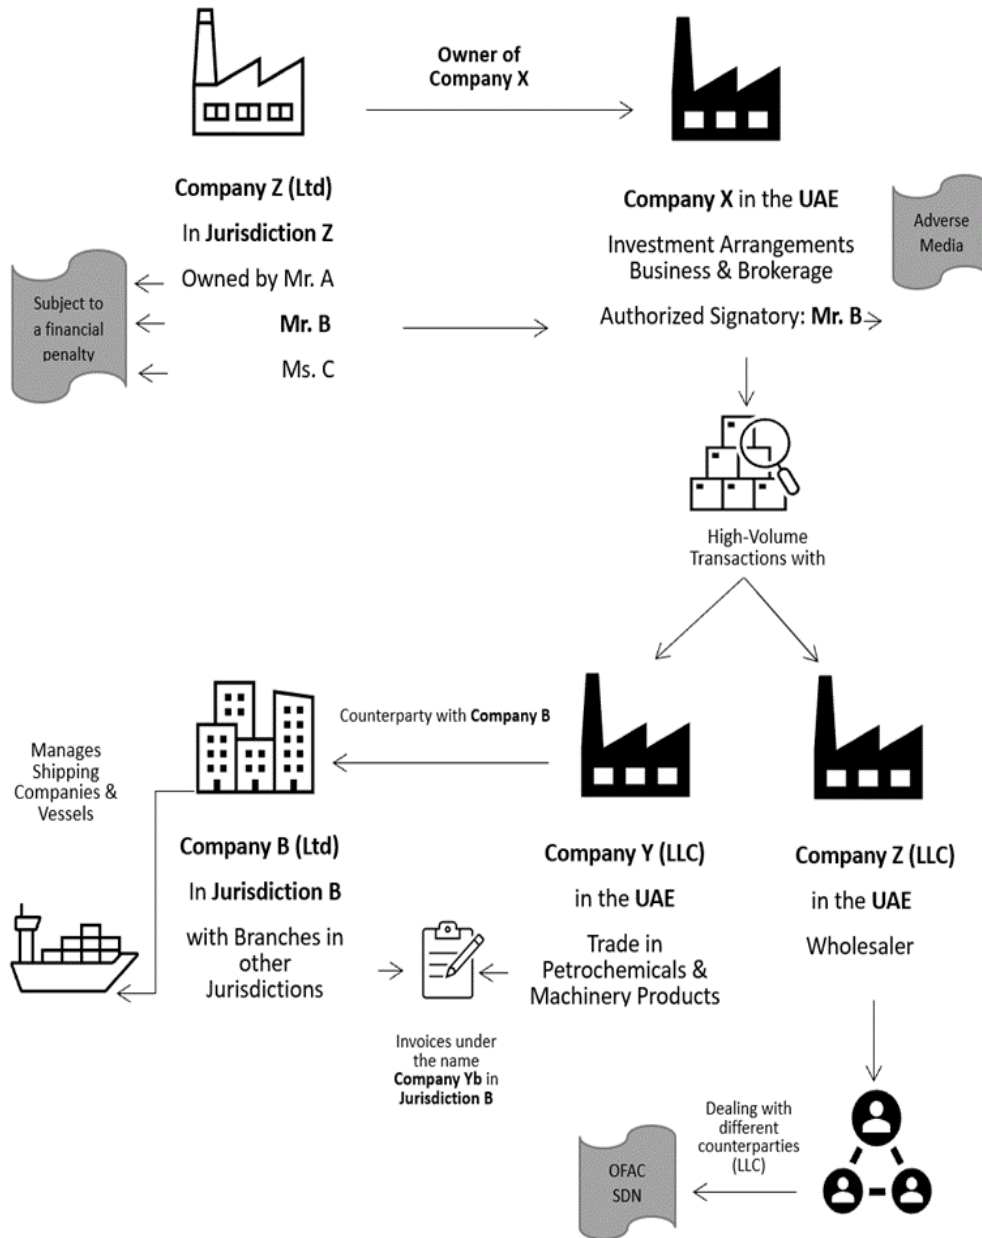 Owner of
Company X
Company Z (Ltd)
In Jurisdiction Z
Owned by Mr. A
Mr. B
Ms. C
Subject to
a financial
penalty
Company X in the UAE
Investment Arrangements
Business & Brokerage
Authorized Signatory: Mr. B
Adverse
Media
High-Volume
Transactions with
Counterparty with Company B
Manages
Shipping
Companies &
Vessels
Company B (Ltd)
In Jurisdiction B
with Branches in
other
Jurisdictions
Company Y (LLC)
in the UAE
Trade in
Petrochemicals &
Machinery Products
Company Z (LLC)
in the UAE
Wholesaler
Invoices under
the name
Company Yb in
Jurisdiction B
Dealing with
different
counterparties
(LLC)
OFAC
SDN